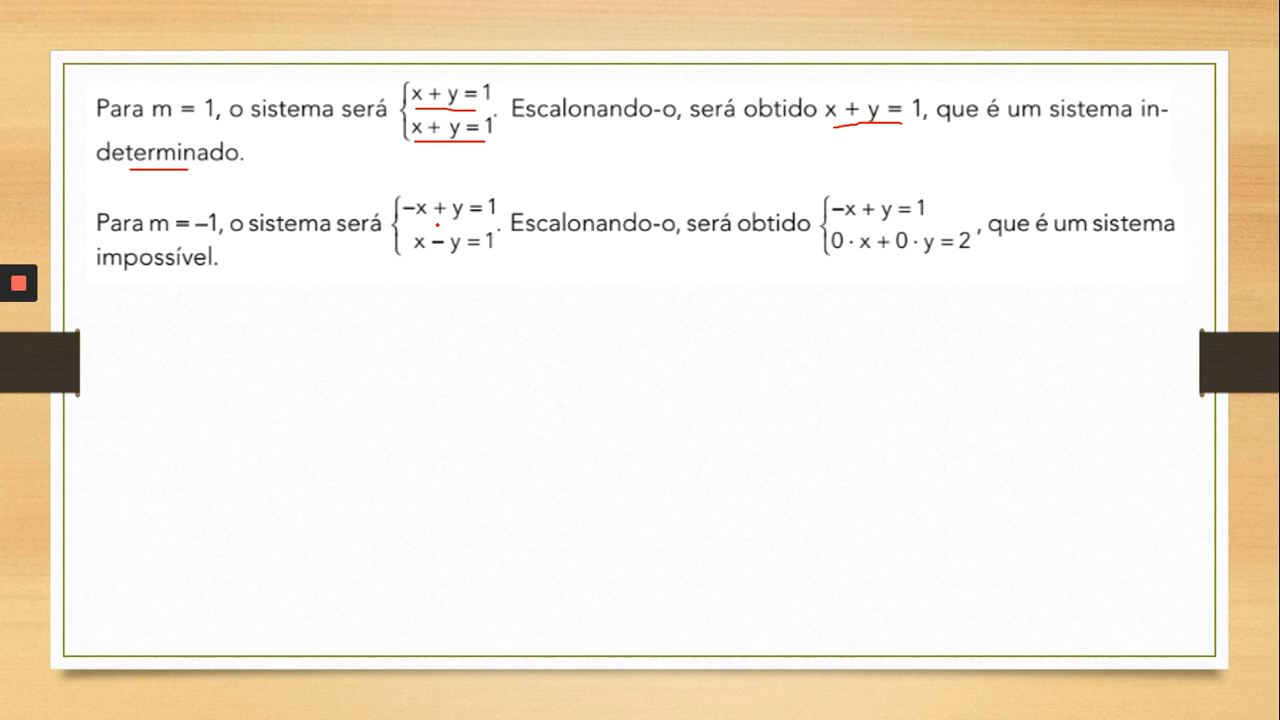 Para m = 1, o sistema será { x + y = 1
x + y = 1 . Escalonando-o, será obtido x + y = 1, que é um sistema in-
determinado.
Para m = –1, o sistema será { –x + y = 1
x – y = 1 . Escalonando-o, será obtido { –x + y = 1
0 · x + 0 · y = 2 , que é um sistema
impossível.